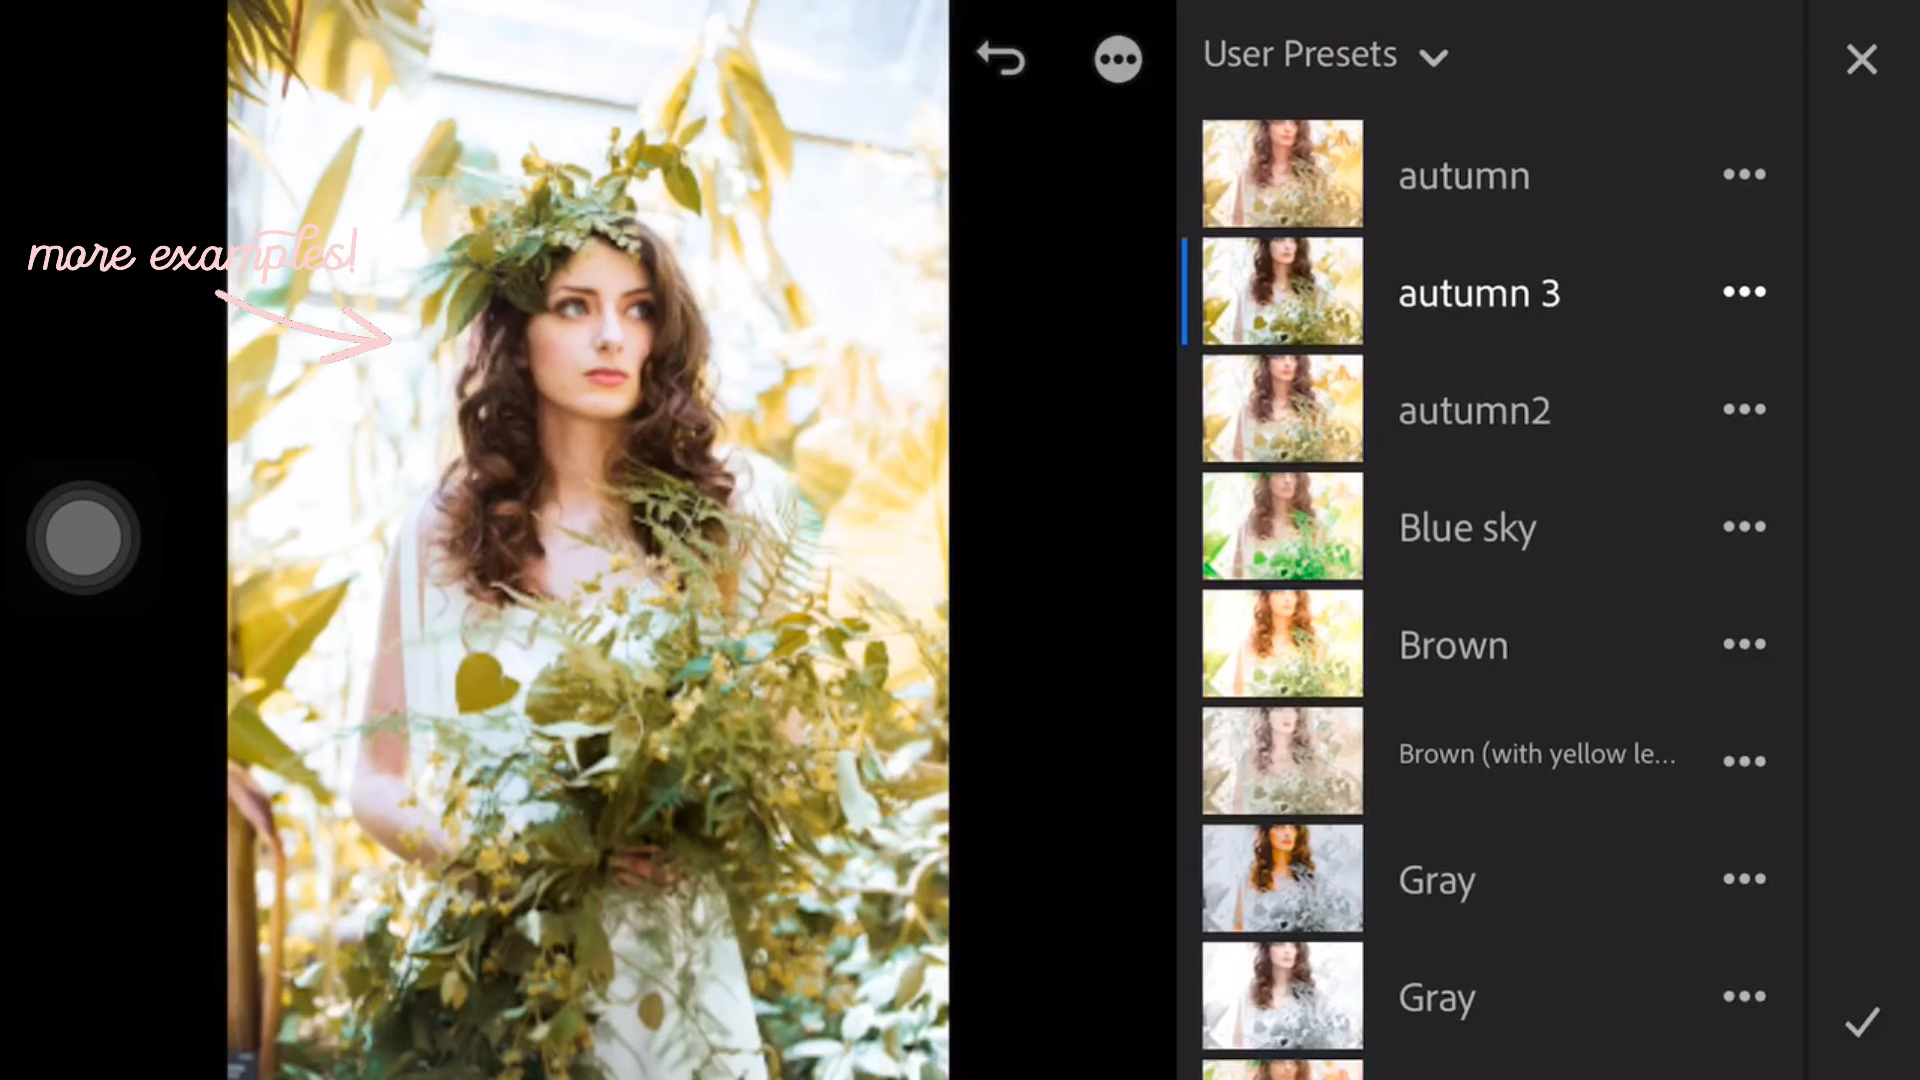 User Presets
more examples!
autumn
autumn 3
autumn2
Blue sky
Brown
Brown (with yellow le...
Gray
Gray